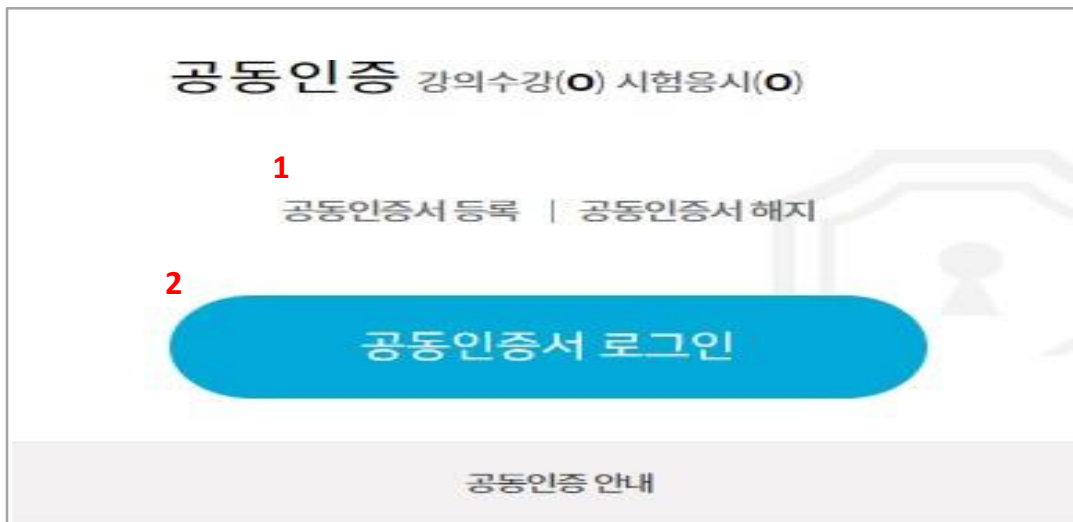 공동인증 강의수강(O) 시험응시(O)
1
공동인증서 등록 | 공동인증서 해지
2
공동인증서 로그인
공동인증 안내